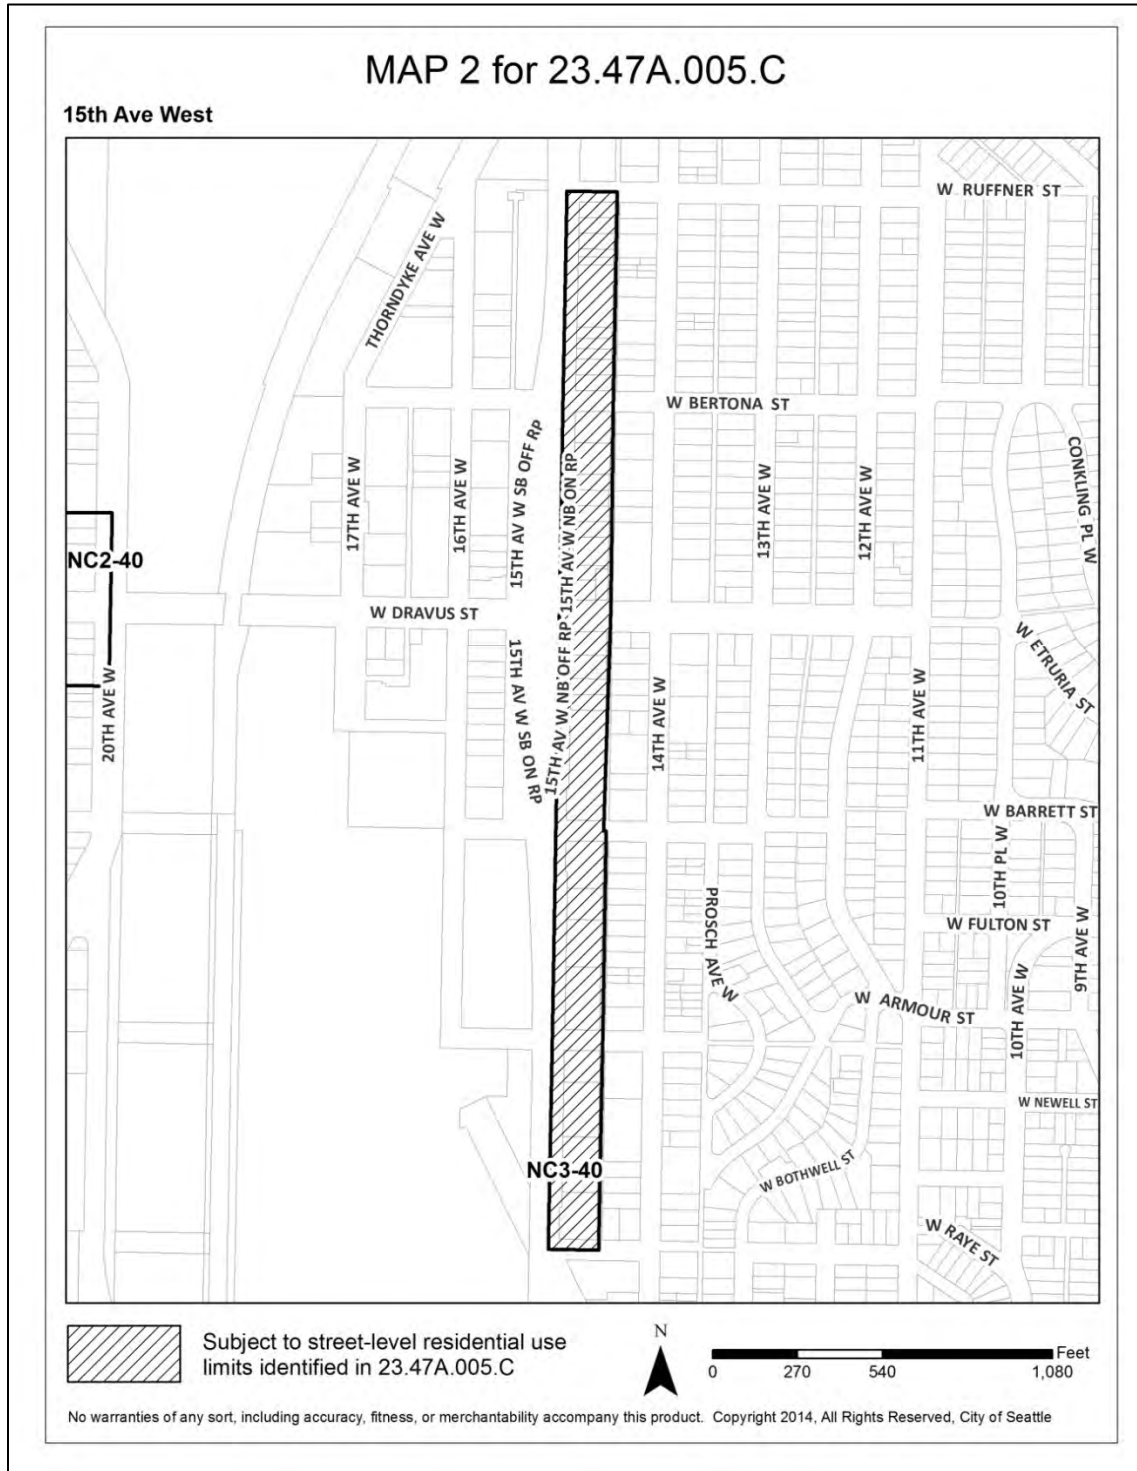 MAP 2 for 23.47A.005.C
15th Ave West
W RUFFNER ST
THORNDYKE AVE W
W BERTONA ST
CONKLING PL W
15TH AV W SB OFF RP
17TH AVE W
16TH AVE W
15TH AV W NB ON RP
13TH AVE W
12TH AVE W
NC2-40
W DRAVUS ST
W ETRURIA ST
20TH AVE W
15TH AV W SB ON RP
15TH AV W NB OFF RP
14TH AVE W
11TH AVE W
W BARRETT ST
10TH PL W
PROSCH AVE W
W FULTON ST
9TH AVE W
W ARMOUR ST
10TH AVE W
W NEWELL ST
NC3-40
W BOTHWELL ST
W RAYE ST
Subject to street-level residential use
limits identified in 23.47A.005.C
N
Feet
0 270 540 1,080
No warranties of any sort, including accuracy, fitness, or merchantability accompany this product. Copyright 2014, All Rights Reserved, City of Seattle